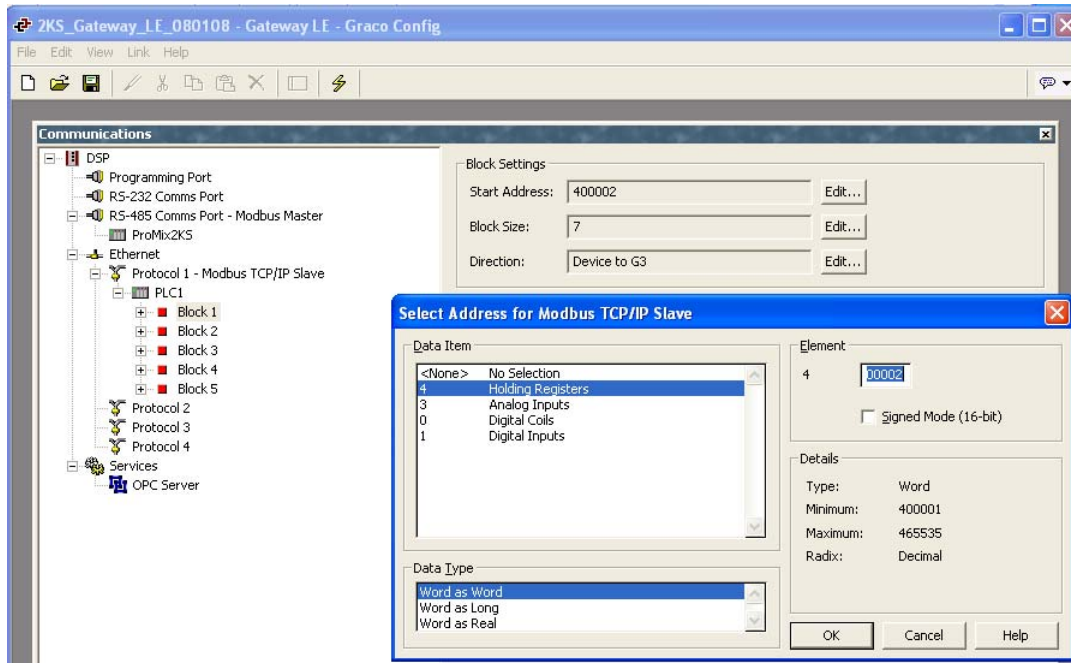 2KS_Gateway_LE_080108 - Gateway LE - Graco Config
File Edit View Link Help
Communications
DSP
Programming Port
RS-232 Comms Port
RS-485 Comms Port - Modbus Master
ProMix2KS
Ethernet
Protocol 1 - Modbus TCP/IP Slave
PLC1
Block 1
Block 2
Block 3
Block 4
Block 5
Protocol 2
Protocol 3
Protocol 4
Services
OPC Server
Block Settings
Start Address: 400002 Edit...
Block Size: 7 Edit...
Direction: Device to G3 Edit...
Select Address for Modbus TCP/IP Slave
Data Item
<None> No Selection
4 Holding Registers
3 Analog Inputs
0 Digital Coils
1 Digital Inputs
Data Type
Word as Word
Word as Long
Word as Real
Element
4 00002
Signed Mode (16-bit)
Details
Type: Word
Minimum: 400001
Maximum: 465535
Radix: Decimal
OK Cancel Help